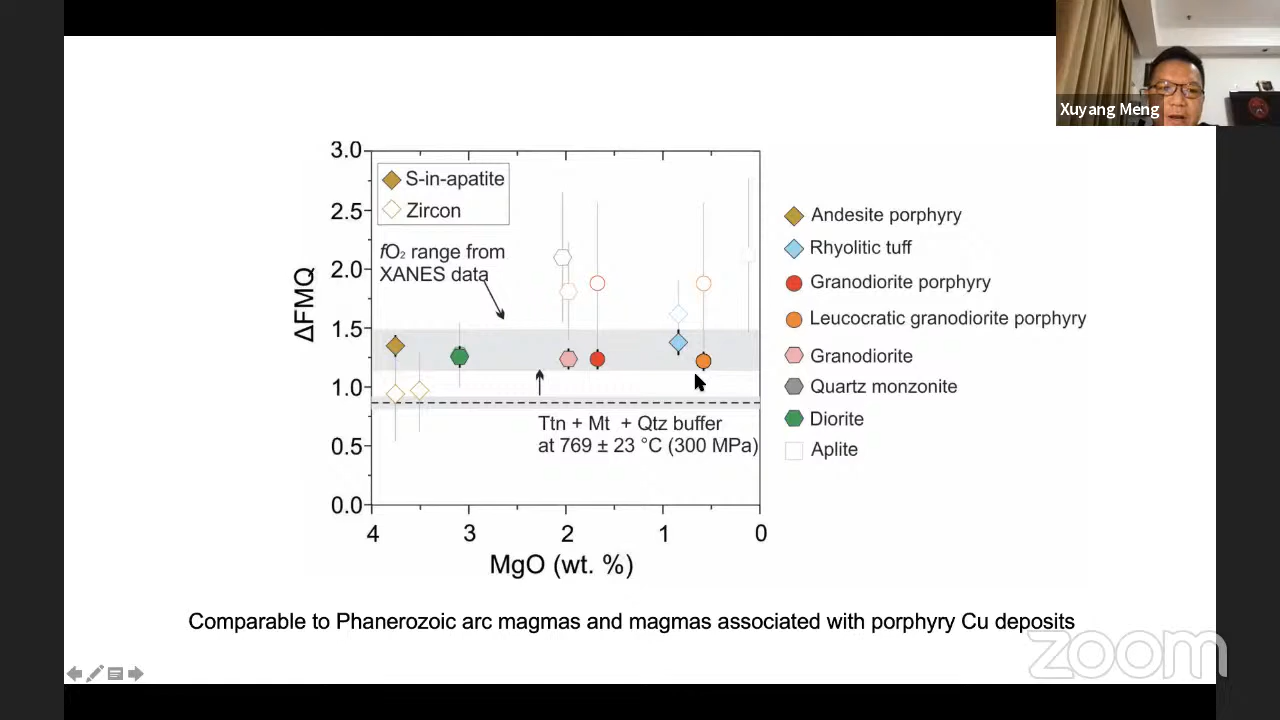 Xuyang Meng
3.0
2.5
2.0
1.5
1.0
0.5
0.0
ΔFMQ
S-in-apatite
Zircon
fO₂ range from
XANES data
Ttn + Mt + Qtz buffer
at 769 ± 23 °C (300 MPa)
4 3 2 1 0
MgO (wt. %)
Andesite porphyry
Rhyolitic tuff
Granodiorite porphyry
Leucocratic granodiorite porphyry
Granodiorite
Quartz monzonite
Diorite
Aplite
Comparable to Phanerozoic arc magmas and magmas associated with porphyry Cu deposits
zoom